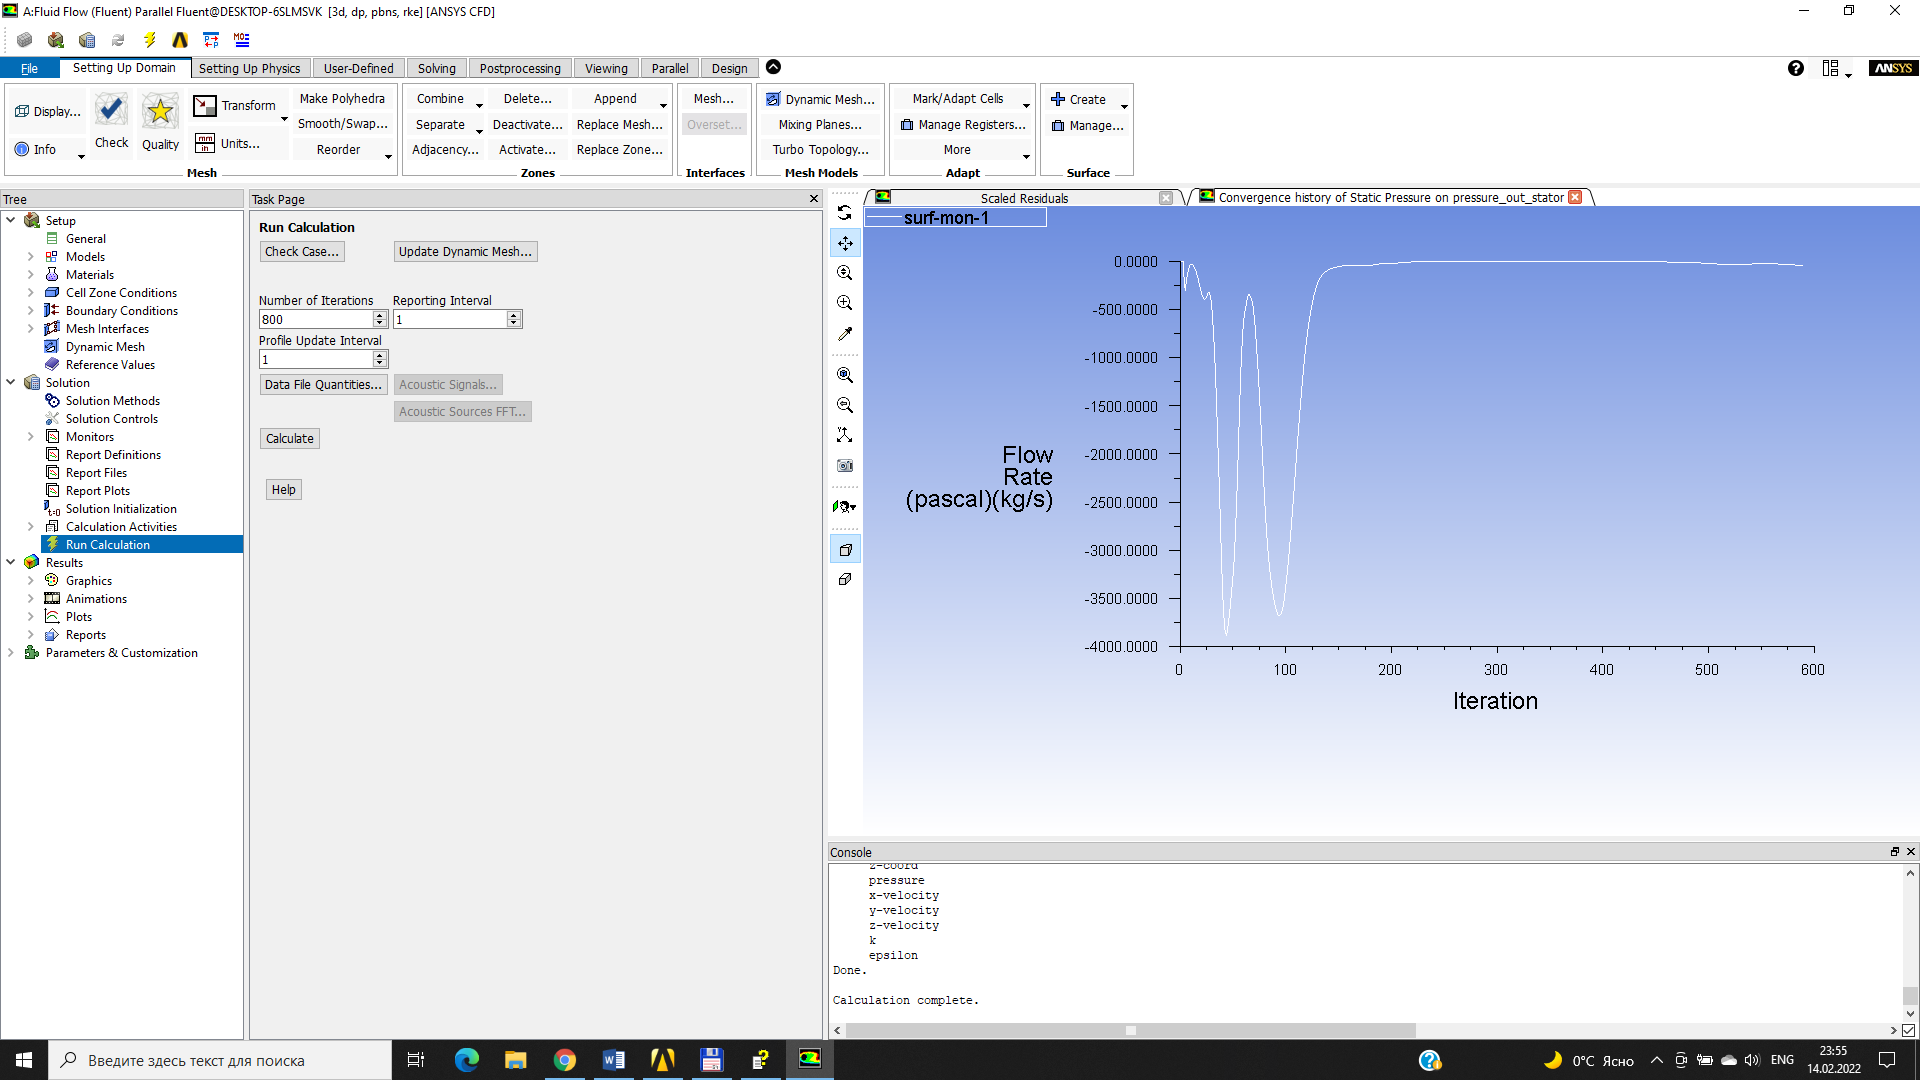 A:Fluid Flow (Fluent) Parallel Fluent@DESKTOP-6SLMSVK [3d, dp, pbns, rke] [ANSYS CFD]
File Setting Up Domain Setting Up Physics User-Defined Solving Postprocessing Viewing Parallel Design ANSYS
Display... Check Quality Transform Make Polyhedra Combine Delete... Append Mesh... Dynamic Mesh... Mark/Adapt Cells Create
Smooth/Swap... Separate Deactivate... Replace Mesh... Overset... Mixing Planes... Manage Registers... Manage...
Info Units... Reorder Adjacency... Activate... Replace Zone... Turbo Topology... More
Mesh Zones Interfaces Mesh Models Adapt Surface
Tree
Setup
General
Models
Materials
Cell Zone Conditions
Boundary Conditions
Mesh Interfaces
Dynamic Mesh
Reference Values
Solution
Solution Methods
Solution Controls
Monitors
Report Definitions
Report Files
Report Plots
Solution Initialization
Calculation Activities
Run Calculation
Results
Graphics
Animations
Plots
Reports
Parameters & Customization
Task Page
Run Calculation
Check Case... Update Dynamic Mesh...
Number of Iterations Reporting Interval
800 1
Profile Update Interval
1
Data File Quantities... Acoustic Signals...
Acoustic Sources FFT...
Calculate
Help
Scaled Residuals Convergence history of Static Pressure on pressure_out_stator
surf-mon-1
0.0000
-500.0000
-1000.0000
-1500.0000
-2000.0000
-2500.0000
-3000.0000
-3500.0000
-4000.0000
Flow
Rate
(pascal)(kg/s)
0 100 200 300 400 500 600
Iteration
Console
z-coord
pressure
x-velocity
y-velocity
z-velocity
k
epsilon
Done.
Calculation complete.
Введите здесь текст для поиска
0°C Ясно ENG 23:55
14.02.2022